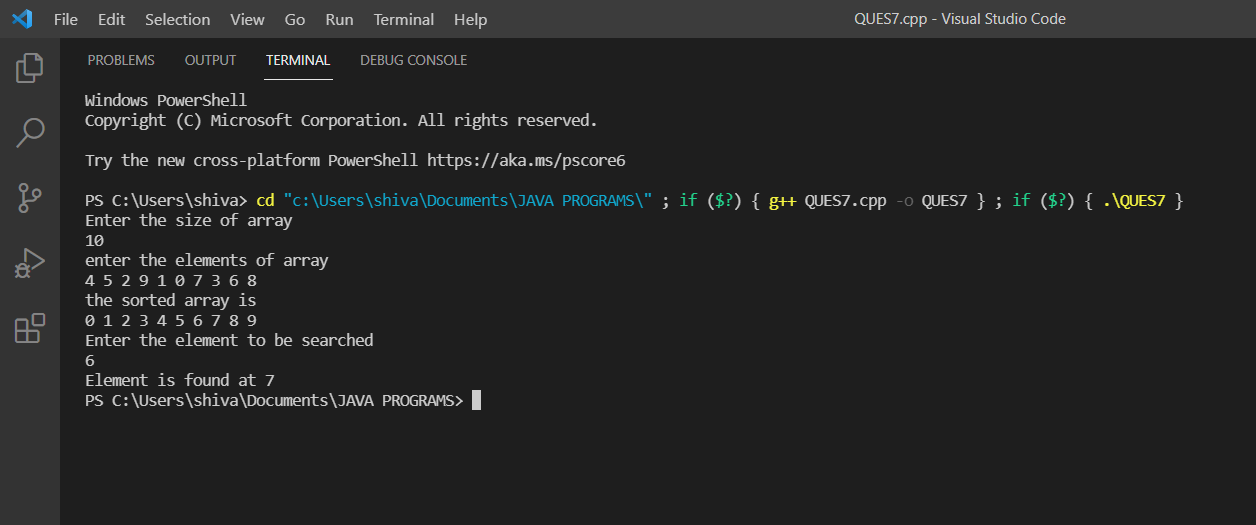 File Edit Selection View Go Run Terminal Help QUES7.cpp - Visual Studio Code
PROBLEMS OUTPUT TERMINAL DEBUG CONSOLE
Windows PowerShell
Copyright (C) Microsoft Corporation. All rights reserved.
Try the new cross-platform PowerShell https://aka.ms/pscore6
PS C:\Users\shiva> cd "c:\Users\shiva\Documents\JAVA PROGRAMS\" ; if ($?) { g++ QUES7.cpp -o QUES7 } ; if ($?) { .\QUES7 }
Enter the size of array
10
enter the elements of array
4 5 2 9 1 0 7 3 6 8
the sorted array is
0 1 2 3 4 5 6 7 8 9
Enter the element to be searched
6
Element is found at 7
PS C:\Users\shiva\Documents\JAVA PROGRAMS>